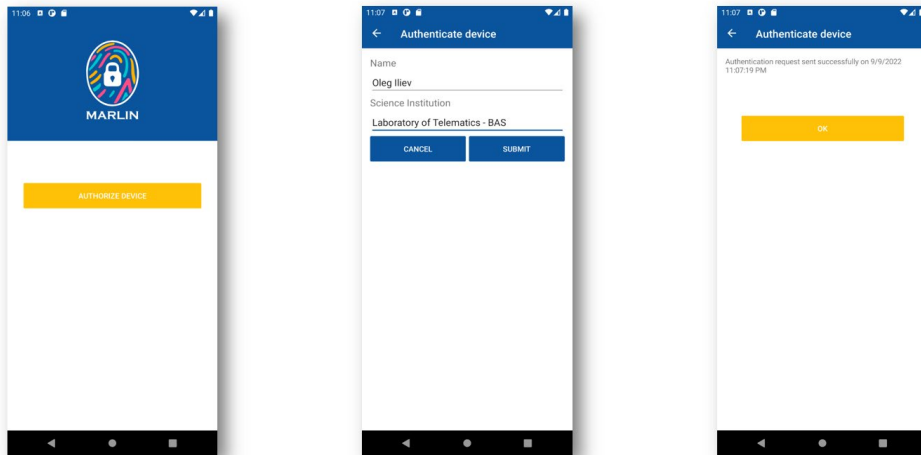 11:06
MARLIN
AUTHORIZE DEVICE
11:07
Authenticate device
Name
Oleg Iliev
Science Institution
Laboratory of Telematics - BAS
CANCEL
SUBMIT
11:07
Authenticate device
Authentication request sent successfully on 9/9/2022
11:07:19 PM
OK